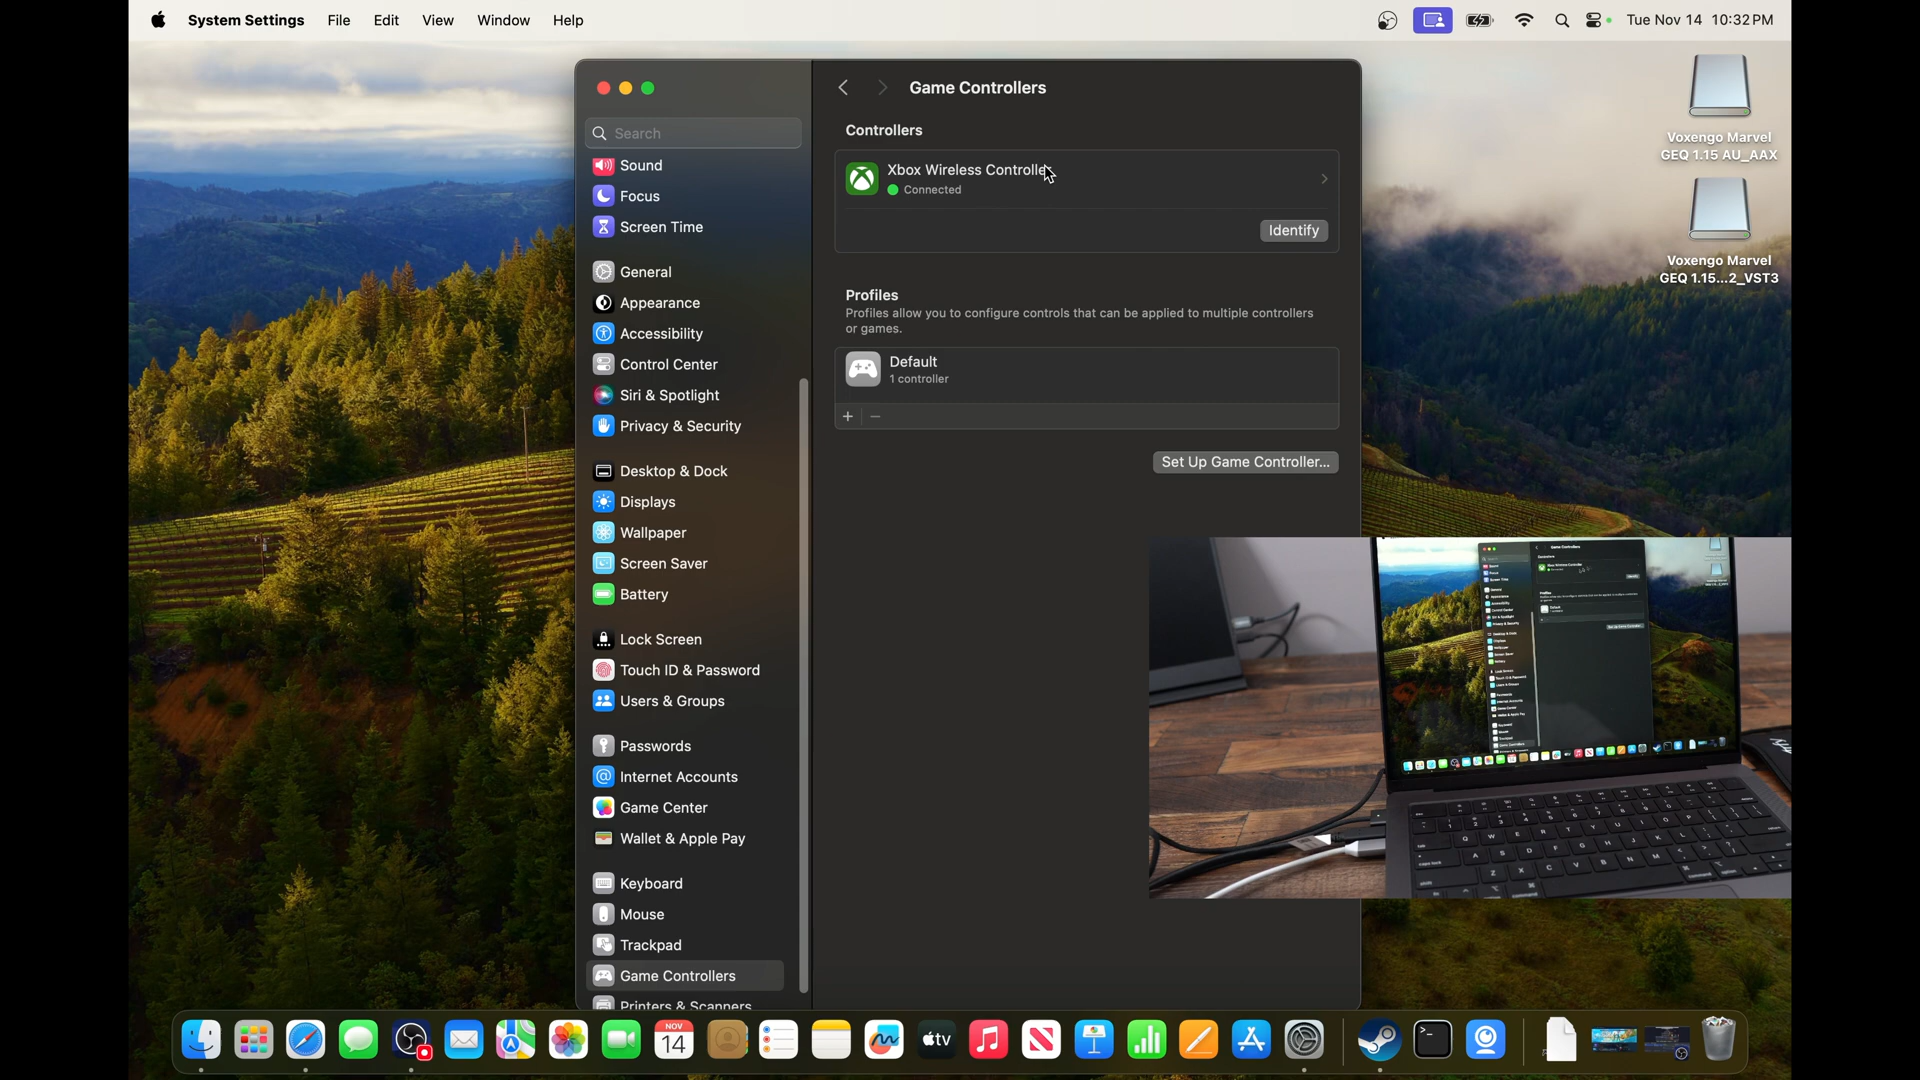 System Settings File Edit View Window Help Tue Nov 14 10:32 PM
Voxengo Marvel
GEQ 1.15 AU_AAX
Voxengo Marvel
GEQ 1.15...2_VST3
Search
Sound
Focus
Screen Time
General
Appearance
Accessibility
Control Center
Siri & Spotlight
Privacy & Security
Desktop & Dock
Displays
Wallpaper
Screen Saver
Battery
Lock Screen
Touch ID & Password
Users & Groups
Passwords
Internet Accounts
Game Center
Wallet & Apple Pay
Keyboard
Mouse
Trackpad
Game Controllers
Printers & Scanners
Game Controllers
Controllers
Xbox Wireless Controller
Connected
Identify
Profiles
Profiles allow you to configure controls that can be applied to multiple controllers
or games.
Default
1 controller
+ −
Set Up Game Controller...
NOV
14
tv
>_